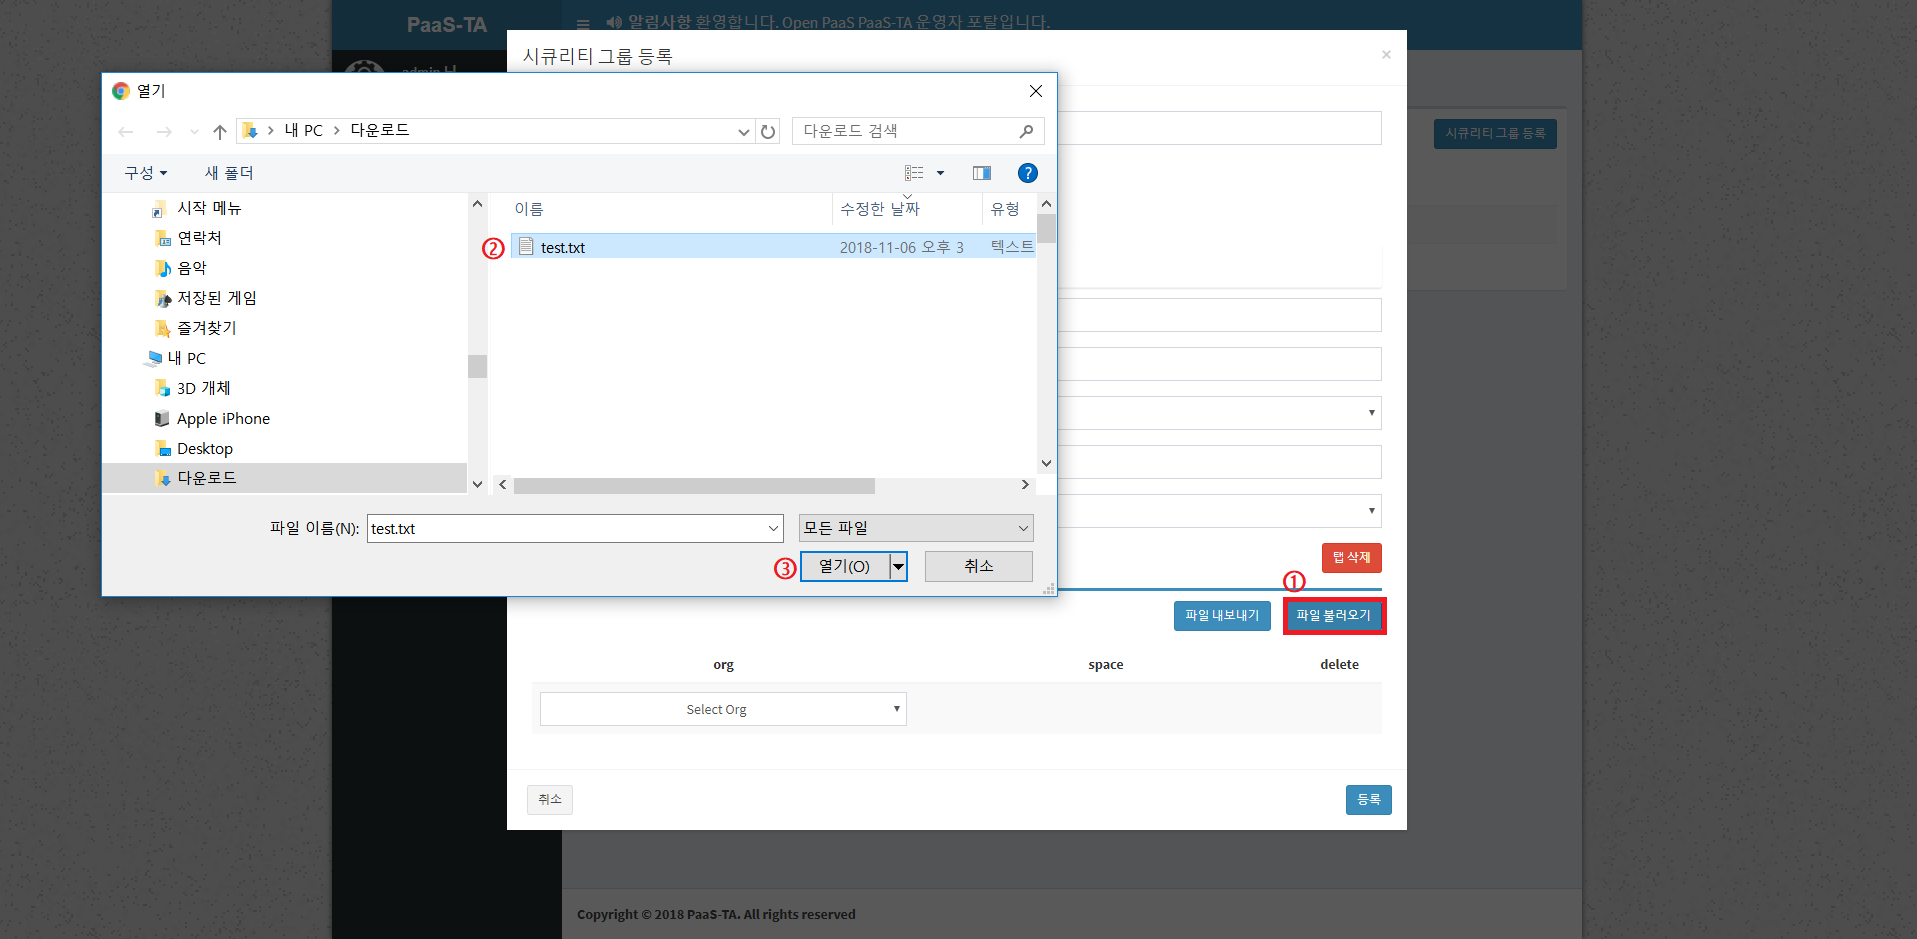 PaaS-TA
알림사항 환영합니다. Open PaaS PaaS-TA 운영자 포탈입니다.
시큐리티 그룹 등록
×
시큐리티 그룹 등록
열기
내 PC > 다운로드
다운로드 검색
구성
새 폴더
?
시작 메뉴
연락처
음악
저장된 게임
즐겨찾기
내 PC
3D 개체
Apple iPhone
Desktop
다운로드
이름
수정한 날짜
유형
②
test.txt
2018-11-06 오후 3
텍스트
파일 이름(N):
test.txt
모든 파일
③
열기(O)
취소
탭 삭제
①
파일 내보내기
파일 불러오기
org
space
delete
Select Org
취소
등록
Copyright © 2018 PaaS-TA. All rights reserved